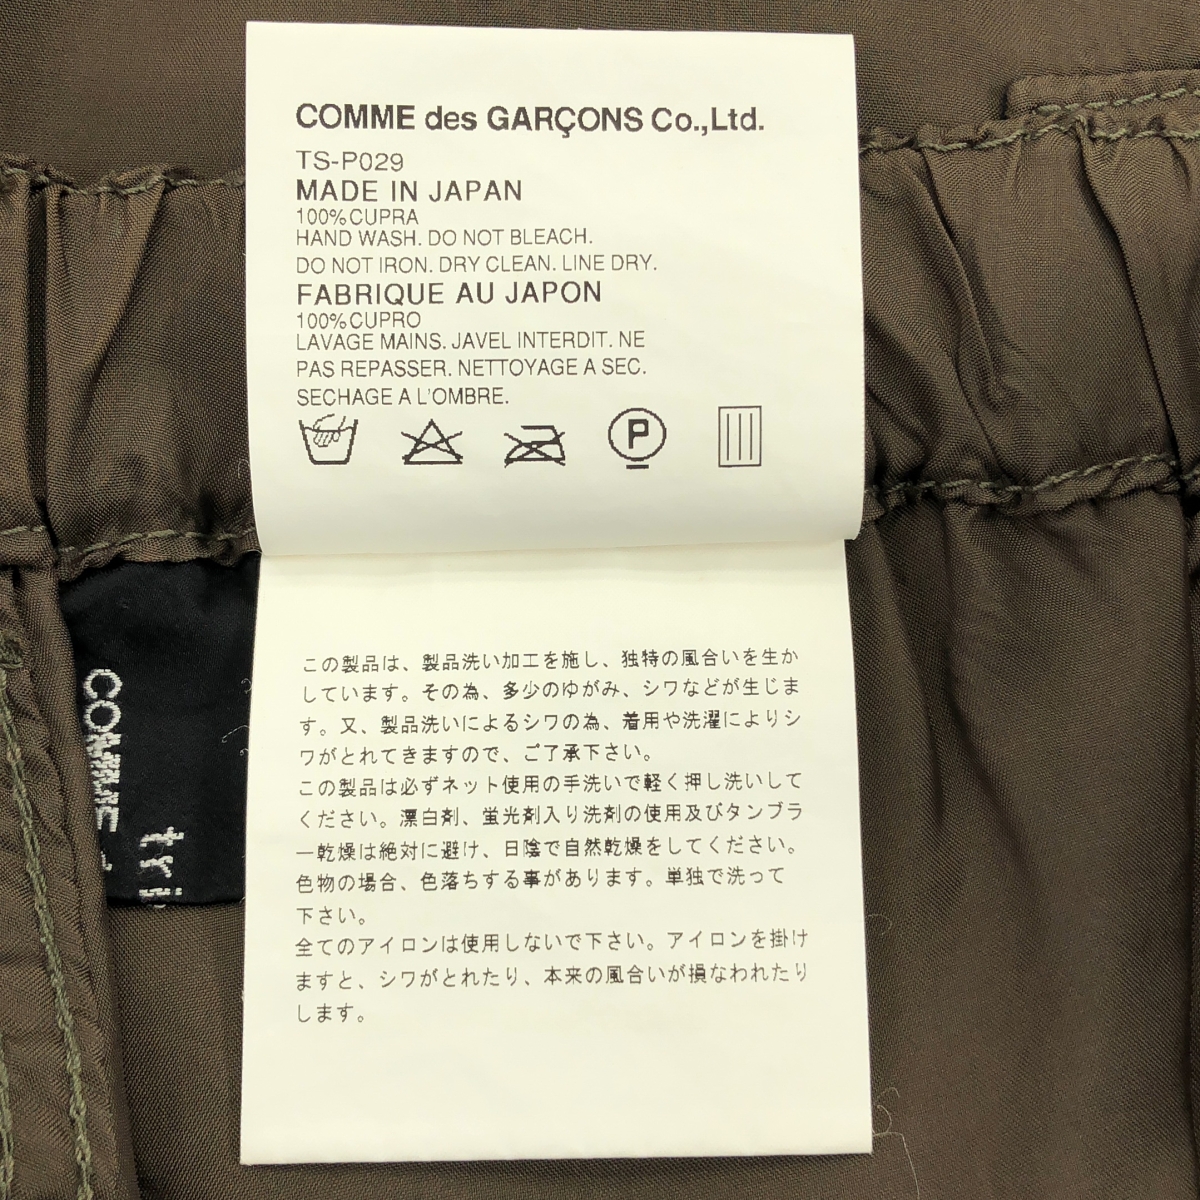 COMME des GARÇONS Co.,Ltd.
TS-P029
MADE IN JAPAN
100%CUPRA
HAND WASH. DO NOT BLEACH.
DO NOT IRON. DRY CLEAN. LINE DRY.
FABRIQUE AU JAPON
100%CUPRO
LAVAGE MAINS. JAVEL INTERDIT. NE
PAS REPASSER. NETTOYAGE A SEC.
SECHAGE A L'OMBRE.
P
この製品は、製品洗い加工を施し、独特の風合いを生か
しています。その為、多少のゆがみ、シワなどが生じま
す。又、製品洗いによるシワの為、着用や洗濯によりシ
ワがとれてきますので、ご了承下さい。
この製品は必ずネット使用の手洗いで軽く押し洗いして
ください。漂白剤、蛍光剤入り洗剤の使用及びタンブラ
ー乾燥は絶対に避け、日陰で自然乾燥をしてください。
色物の場合、色落ちする事があります。単独で洗って
下さい。
全てのアイロンは使用しないで下さい。アイロンを掛け
ますと、シワがとれたり、本来の風合いが損なわれたり
します。
COMME
tri